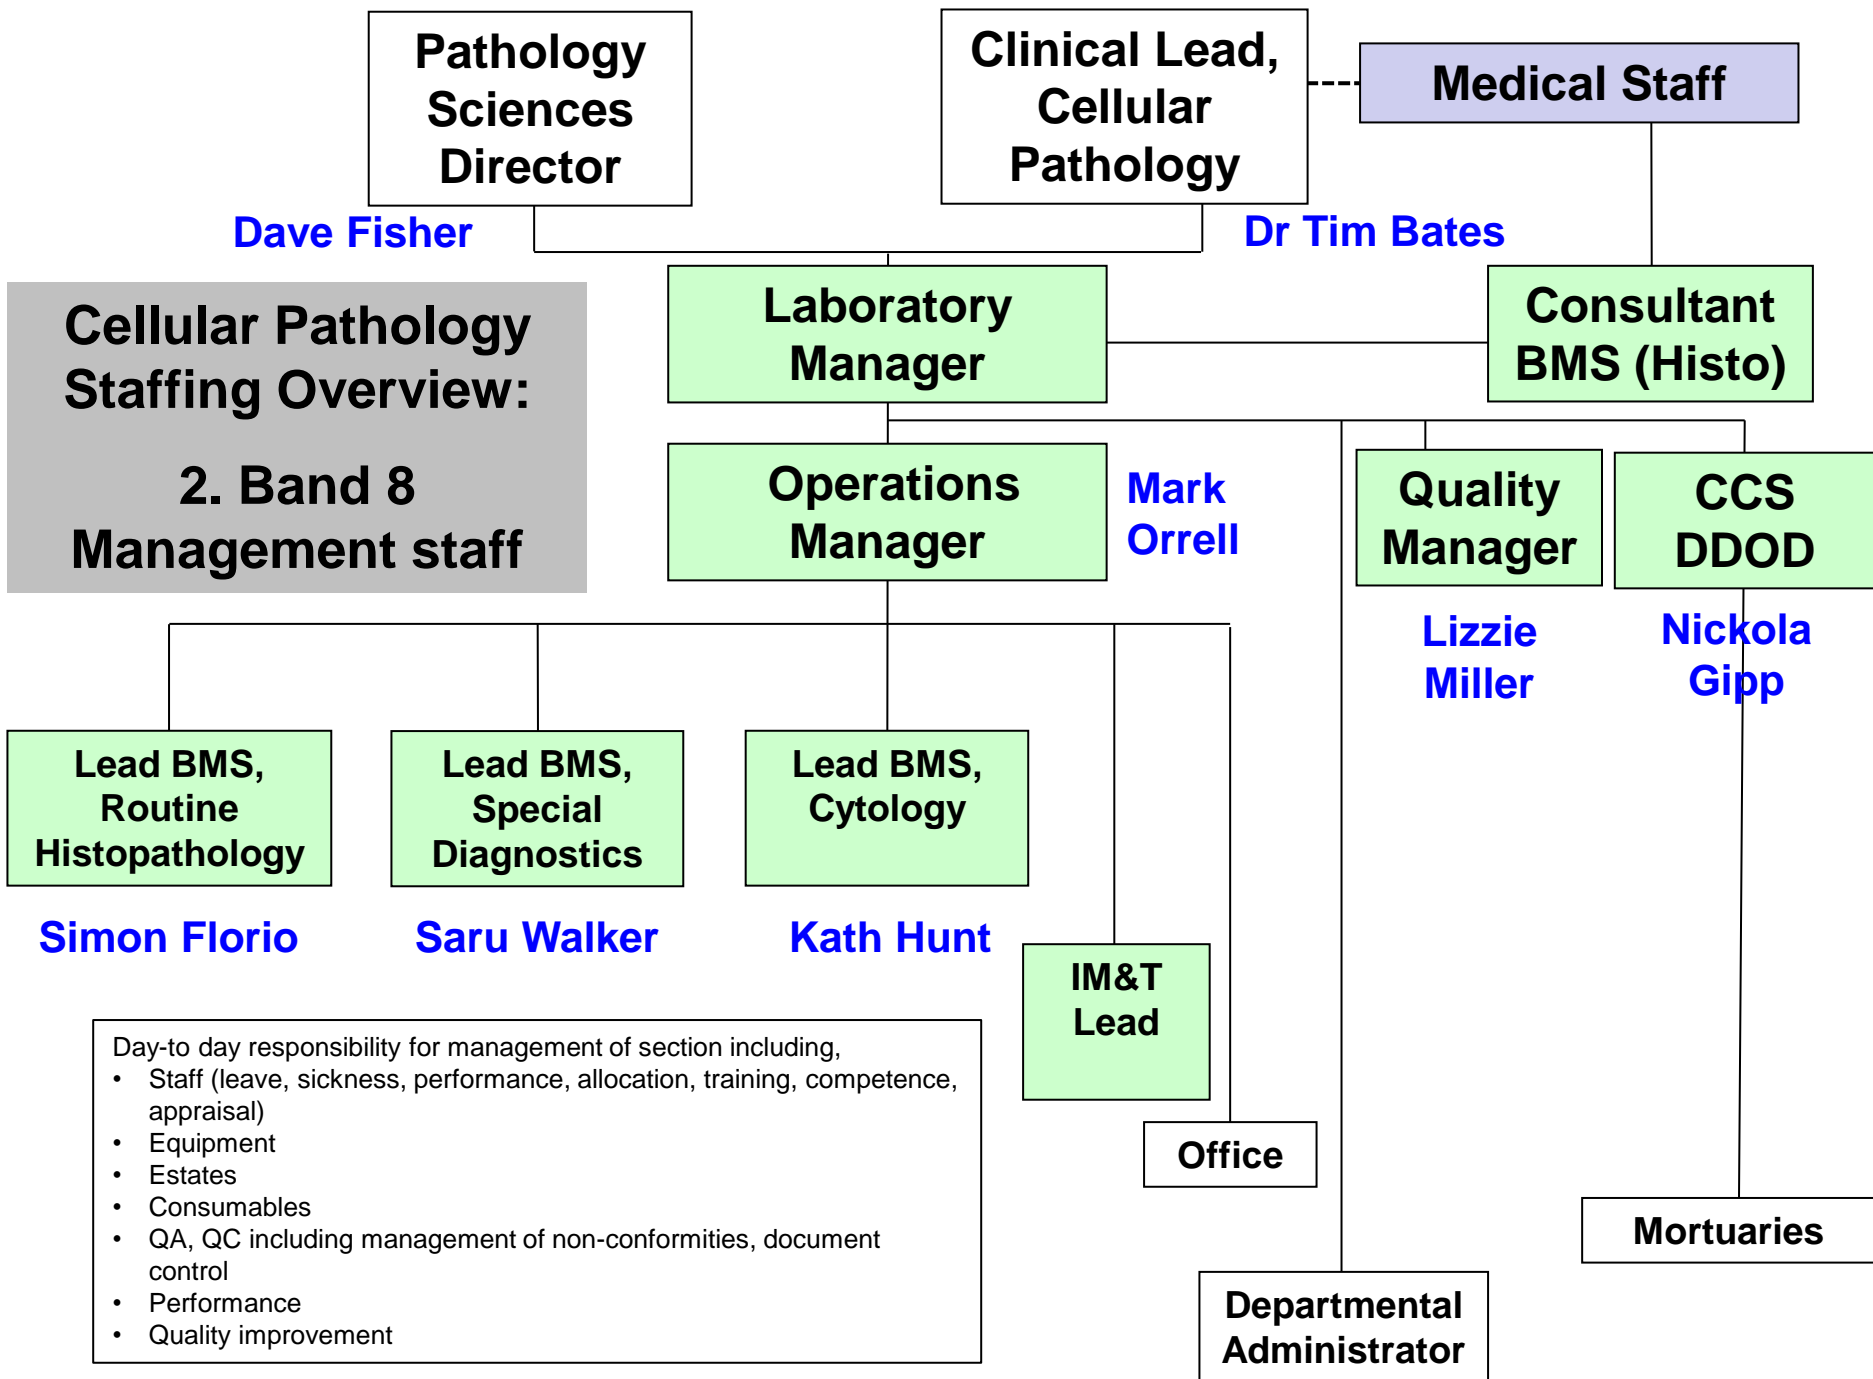 Pathology
Sciences
Director
Clinical Lead,
Cellular
Pathology
Medical Staff
Dave Fisher
Dr Tim Bates
Cellular Pathology
Staffing Overview:
2. Band 8
Management staff
Laboratory
Manager
Consultant
BMS (Histo)
Operations
Manager
Mark
Orrell
Quality
Manager
CCS
DDOD
Lizzie
Miller
Nickola
Gipp
Lead BMS,
Routine
Histopathology
Lead BMS,
Special
Diagnostics
Lead BMS,
Cytology
Simon Florio
Saru Walker
Kath Hunt
IM&T
Lead
Day-to day responsibility for management of section including,
• Staff (leave, sickness, performance, allocation, training, competence,
appraisal)
• Equipment
• Estates
• Consumables
• QA, QC including management of non-conformities, document
control
• Performance
• Quality improvement
Office
Mortuaries
Departmental
Administrator